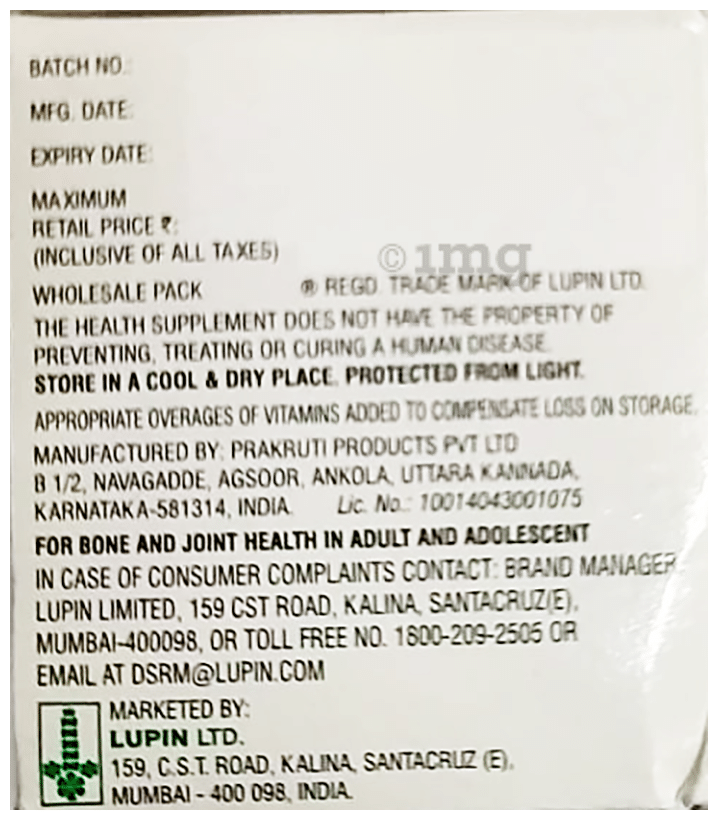 BATCH NO.:
MFG. DATE:
EXPIRY DATE:
MAXIMUM
RETAIL PRICE ₹:
(INCLUSIVE OF ALL TAXES)
© 1mg
WHOLESALE PACK ® REGD. TRADE MARK OF LUPIN LTD.
THE HEALTH SUPPLEMENT DOES NOT HAVE THE PROPERTY OF
PREVENTING, TREATING OR CURING A HUMAN DISEASE.
STORE IN A COOL & DRY PLACE. PROTECTED FROM LIGHT.
APPROPRIATE OVERAGES OF VITAMINS ADDED TO COMPENSATE LOSS ON STORAGE.
MANUFACTURED BY: PRAKRUTI PRODUCTS PVT LTD
B 1/2, NAVAGADDE, AGSOOR, ANKOLA, UTTARA KANNADA,
KARNATAKA-581314, INDIA. Lic. No.: 10014043001075
FOR BONE AND JOINT HEALTH IN ADULT AND ADOLESCENT
IN CASE OF CONSUMER COMPLAINTS CONTACT: BRAND MANAGER
LUPIN LIMITED, 159 CST ROAD, KALINA, SANTACRUZ(E),
MUMBAI-400098, OR TOLL FREE NO. 1800-209-2505 OR
EMAIL AT DSRM@LUPIN.COM
MARKETED BY:
LUPIN LTD.
159, C.S.T. ROAD, KALINA, SANTACRUZ (E),
MUMBAI - 400 098, INDIA.